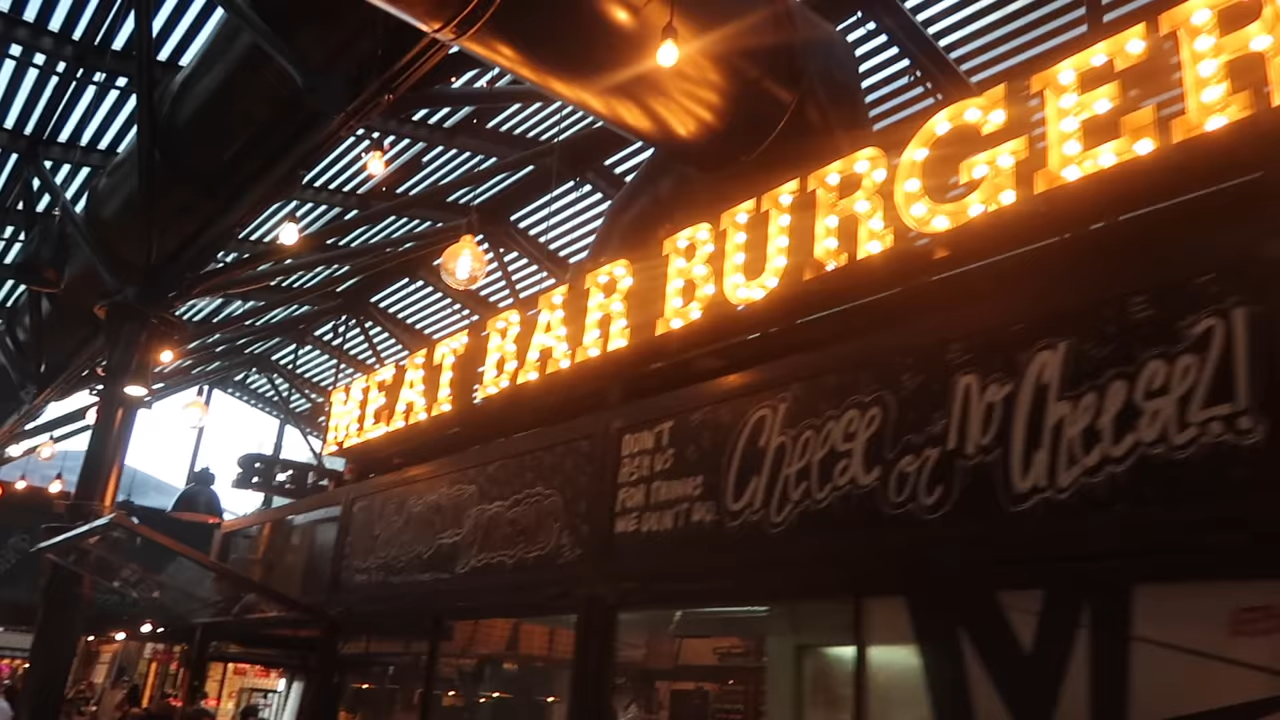 MEAT BAR BURGER
DON'T
ASK US
FOR THINGS
WE DON'T DO.
Cheese or no Cheese?!
M